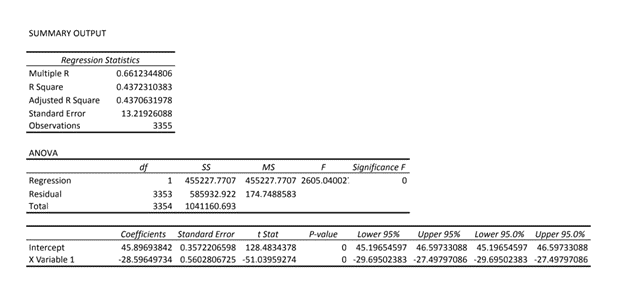 SUMMARY OUTPUT
Regression Statistics
Multiple R 0.6612344806
R Square 0.4372310383
Adjusted R Square 0.4370631978
Standard Error 13.21926088
Observations 3355
ANOVA
df SS MS F Significance F
Regression 1 455227.7707 455227.7707 2605.04002 0
Residual 3353 585932.922 174.7488583
Total 3354 1041160.693
Coefficients Standard Error t Stat P-value Lower 95% Upper 95% Lower 95.0% Upper 95.0%
Intercept 45.89693842 0.3572206598 128.4834378 0 45.19654597 46.59733088 45.19654597 46.59733088
X Variable 1 -28.59649734 0.5602806725 -51.03959274 0 -29.69502383 -27.49797086 -29.69502383 -27.49797086